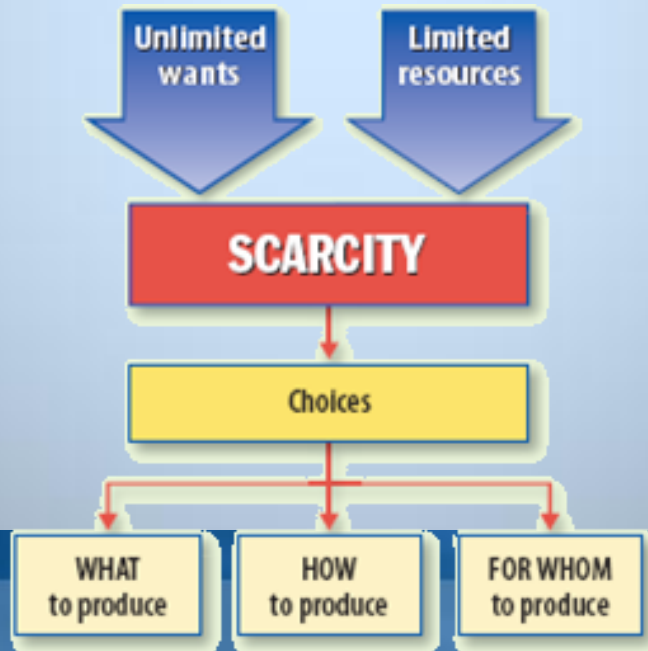 Unlimited
wants
Limited
resources
SCARCITY
Choices
WHAT
to produce
HOW
to produce
FOR WHOM
to produce